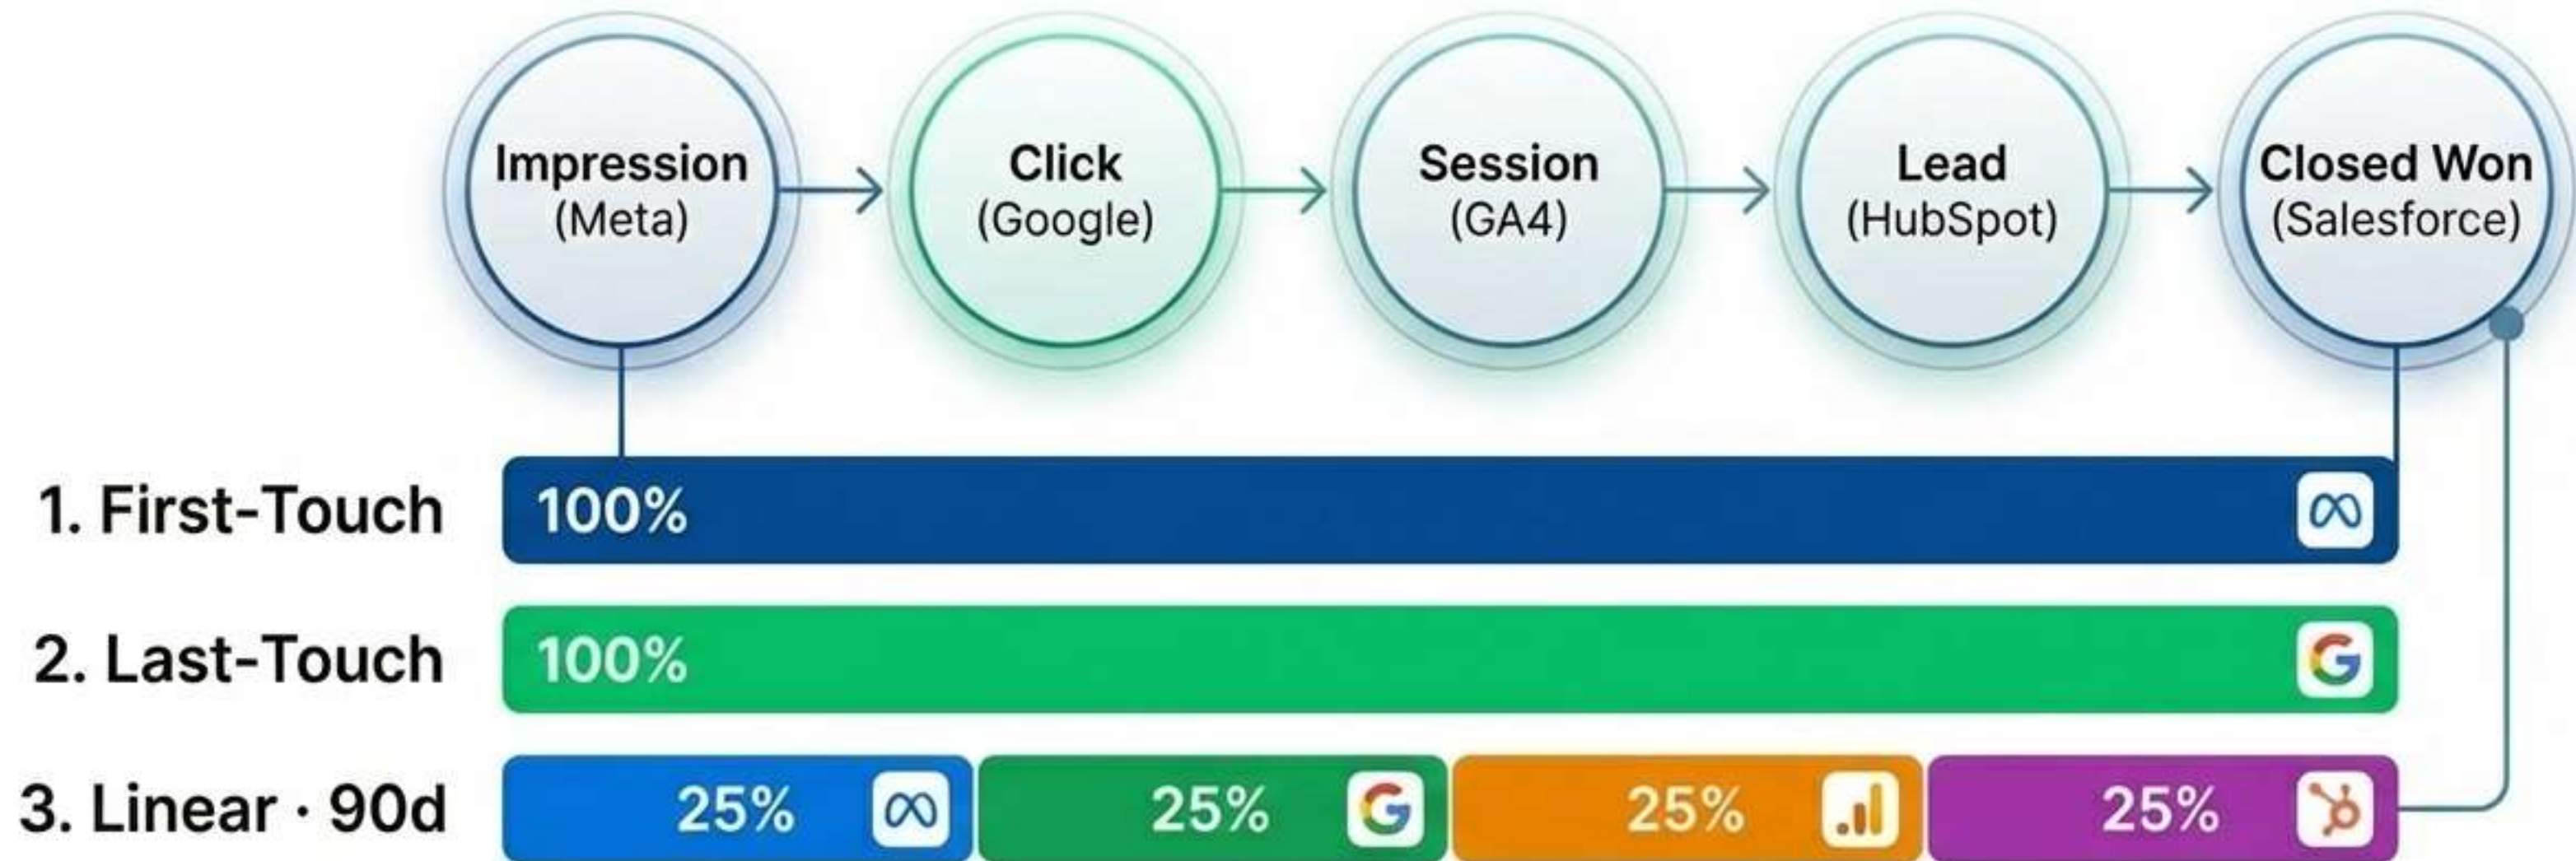 Impression
(Meta)
Click
(Google)
Session
(GA4)
Lead
(HubSpot)
Closed Won
(Salesforce)
1. First-Touch
100%
2. Last-Touch
100%
3. Linear · 90d
25%
25%
25%
25%